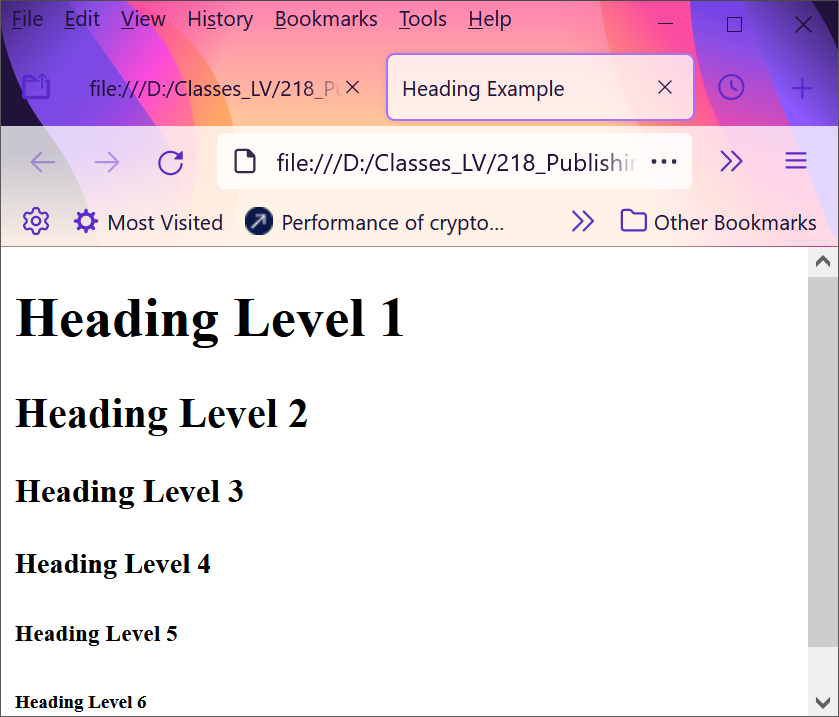 File Edit View History Bookmarks Tools Help
file:///D:/Classes_LV/218_Pu Heading Example
file:///D:/Classes_LV/218_Publishin
Most Visited Performance of crypto... Other Bookmarks
Heading Level 1
Heading Level 2
Heading Level 3
Heading Level 4
Heading Level 5
Heading Level 6